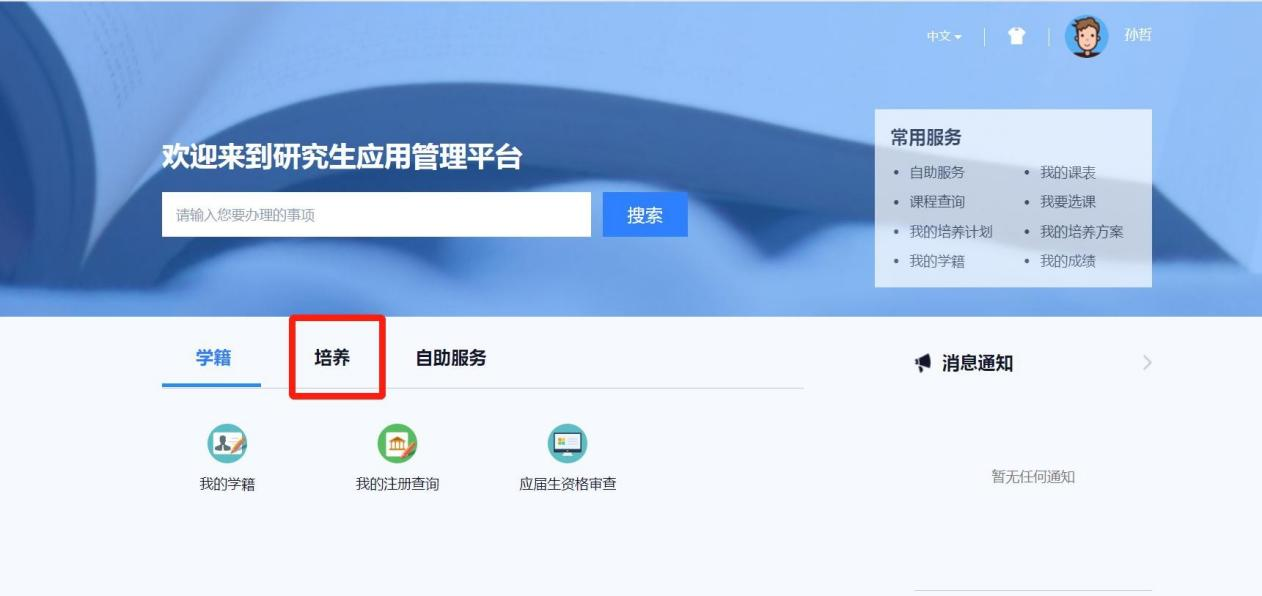 中文
孙哲
欢迎来到研究生应用管理平台
请输入您要办理的事项
搜索
常用服务
自助服务
我的课表
课程查询
我要选课
我的培养计划
我的培养方案
我的学籍
我的成绩
学籍
培养
自助服务
消息通知
我的学籍
我的注册查询
应届生资格审查
暂无任何通知